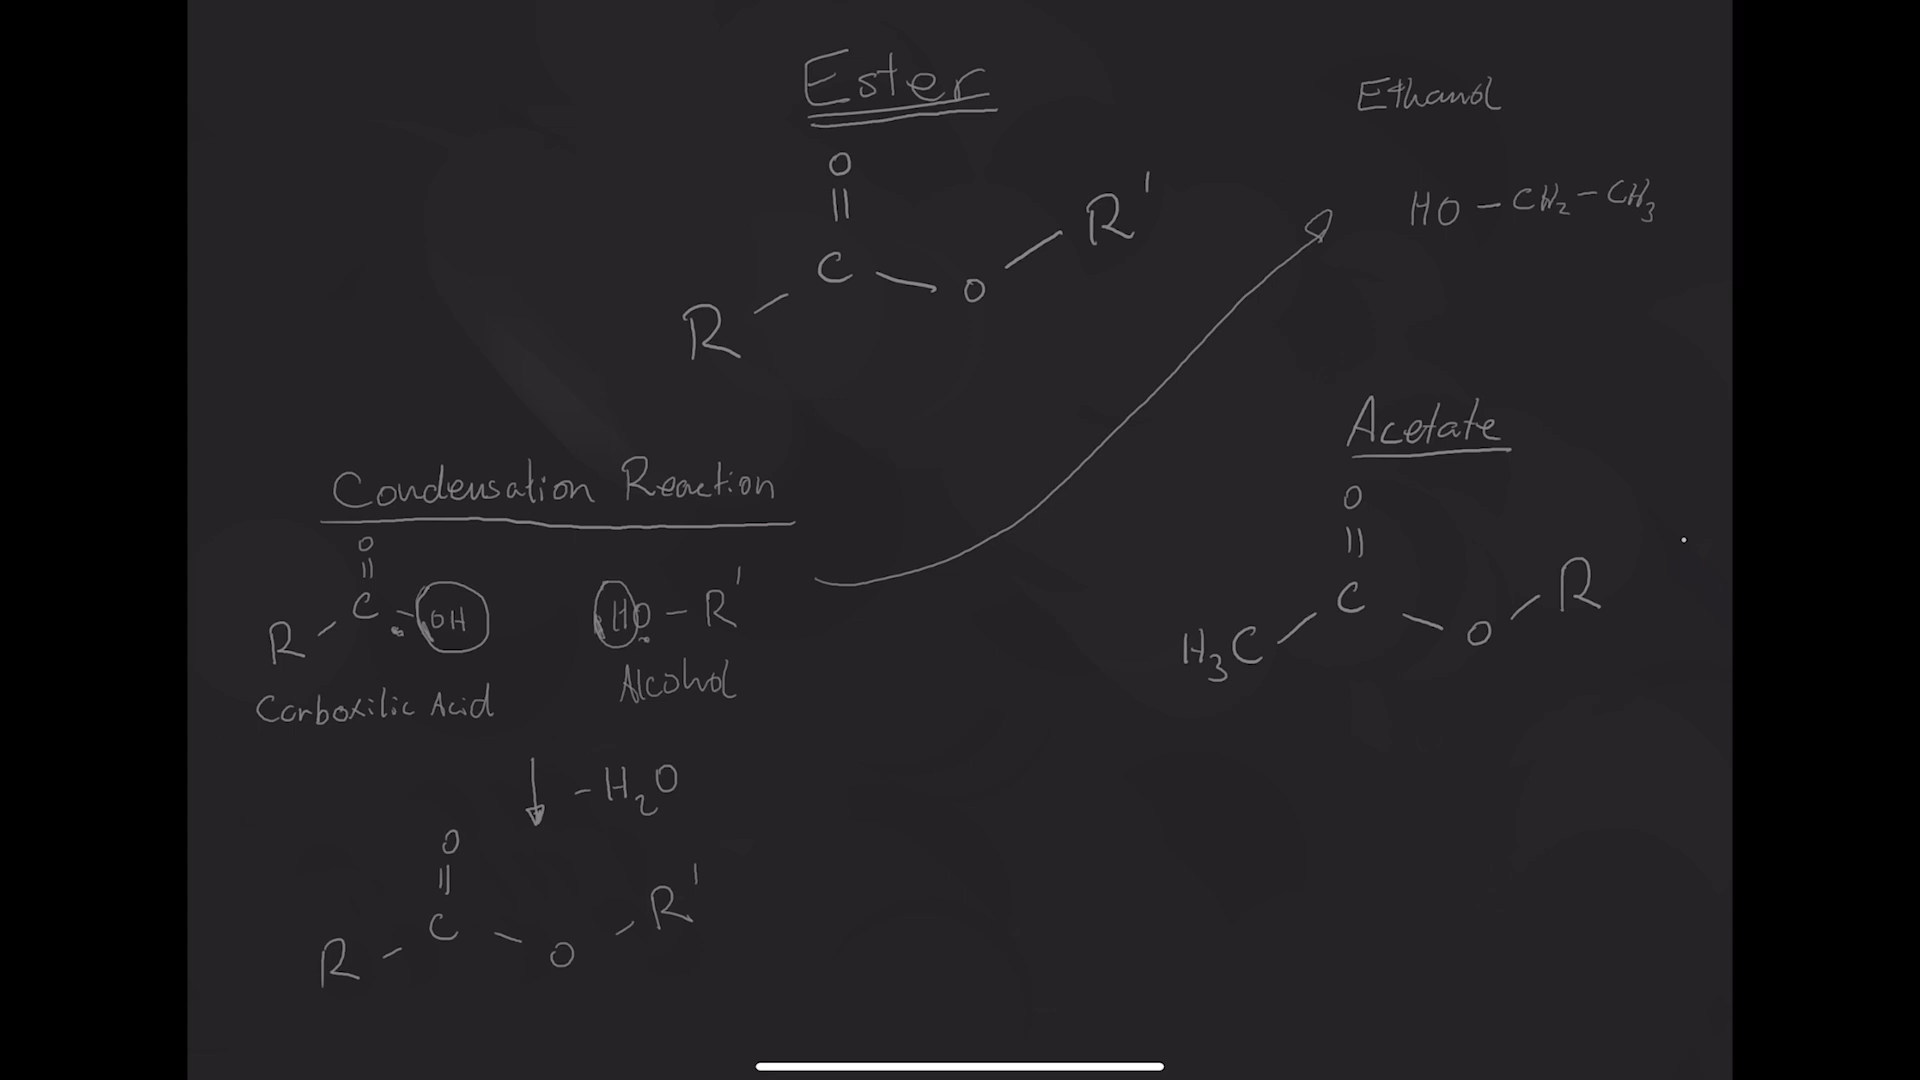 Ester
O
||
C — O — R'
R
Ethanol
HO — CH₂ — CH₃
Condensation Reaction
O
||
R — C — OH HO — R'
Carboxilic Acid
Alcohol
↓ - H₂O
O
||
R — C — O — R'
Acetate
O
||
H₃C — C — O — R